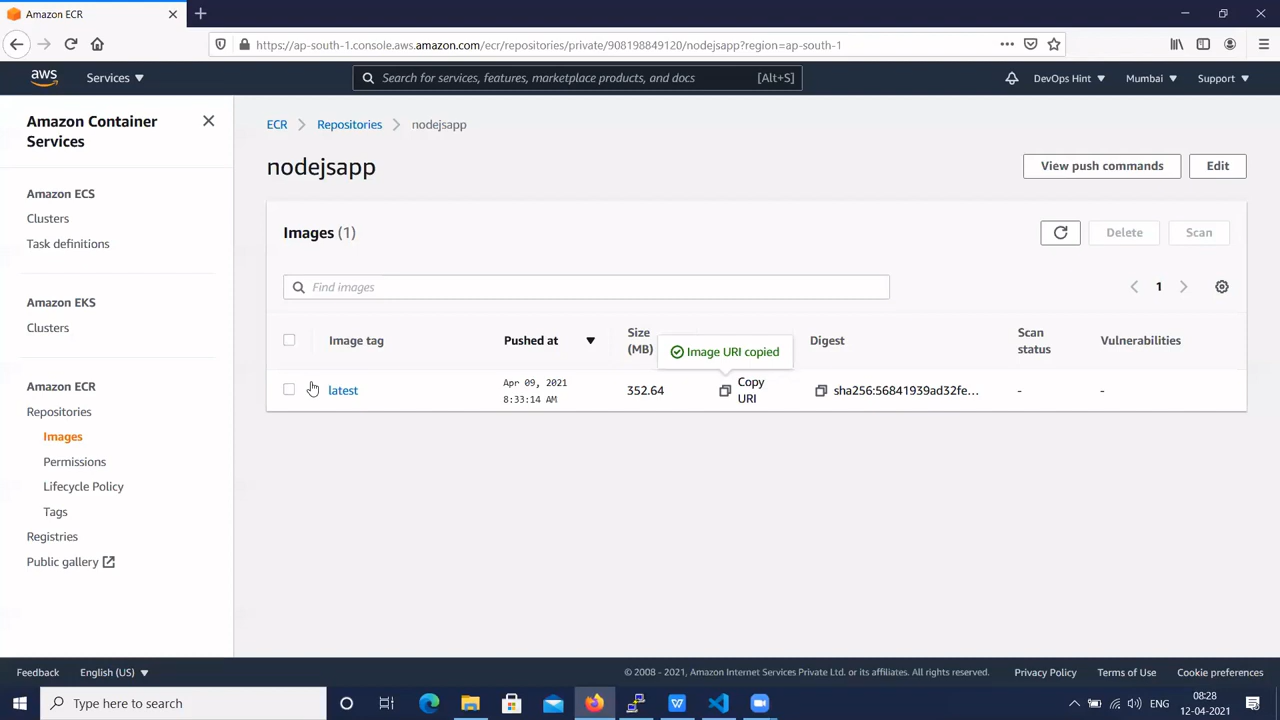 Amazon ECR
https://ap-south-1.console.aws.amazon.com/ecr/repositories/private/908198849120/nodejsapp?region=ap-south-1
aws
Services
Search for services, features, marketplace products, and docs
[Alt+S]
DevOps Hint
Mumbai
Support
Amazon Container
Services
Amazon ECS
Clusters
Task definitions
Amazon EKS
Clusters
Amazon ECR
Repositories
Images
Permissions
Lifecycle Policy
Tags
Registries
Public gallery
ECR
Repositories
nodejsapp
nodejsapp
View push commands
Edit
Images (1)
Delete
Scan
Find images
1
Image tag
Pushed at
Size
(MB)
Image URI copied
Digest
Scan
status
Vulnerabilities
latest
Apr 09, 2021
8:33:14 AM
352.64
Copy
URI
sha256:56841939ad32fe...
-
-
Feedback
English (US)
© 2008 - 2021, Amazon Internet Services Private Ltd. or its affiliates. All rights reserved.
Privacy Policy
Terms of Use
Cookie preferences
Type here to search
ENG
08:28
12-04-2021